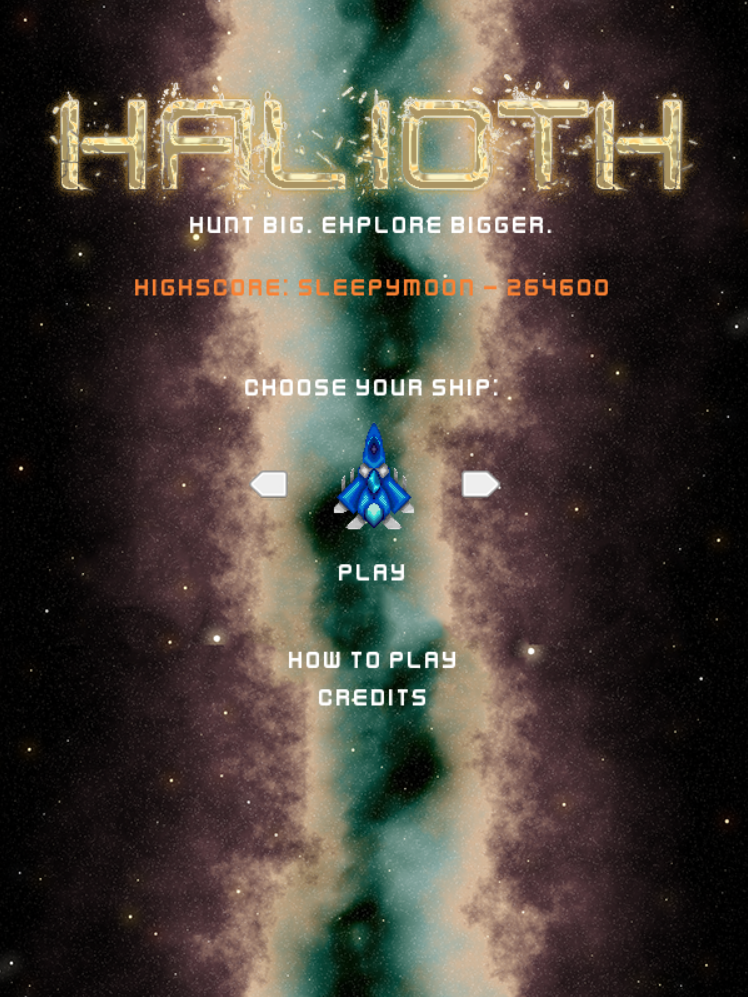 HALIOTH
HUNT BIG. EXPLORE BIGGER.
HIGHSCORE: SLEEPYMOON - 264600
CHOOSE YOUR SHIP:
PLAY
HOW TO PLAY
CREDITS